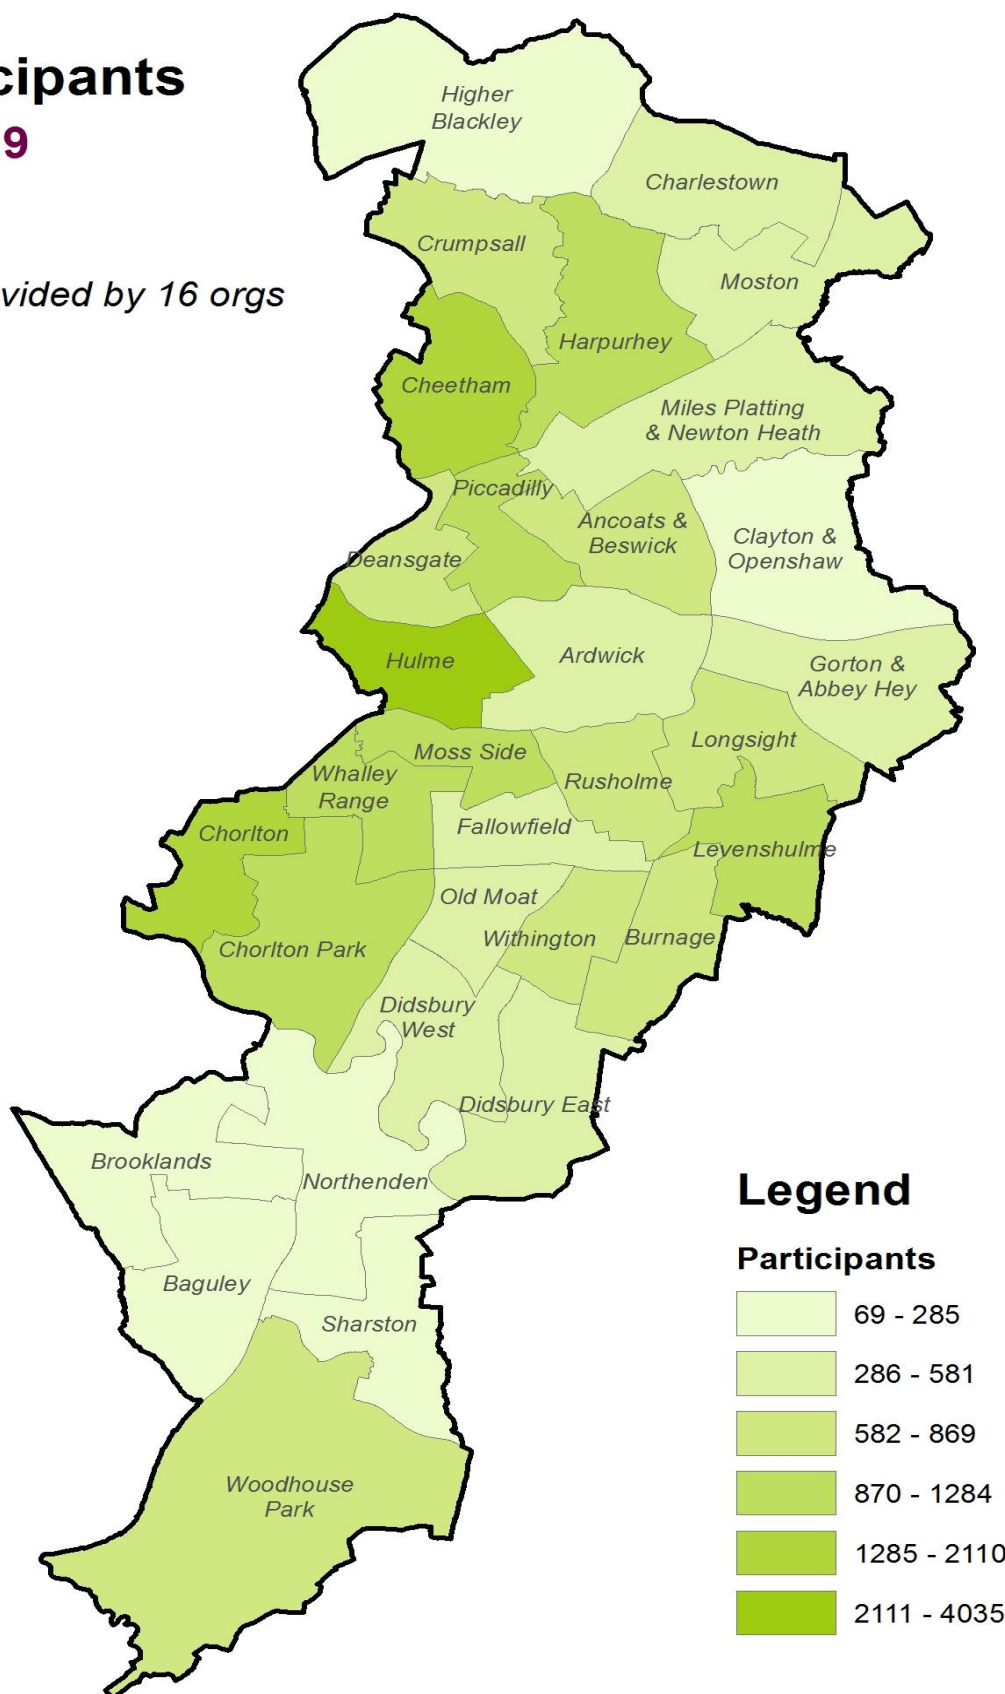 cipants
9
vided by 16 orgs
Higher
Blackley
Charlestown
Crumpsall
Moston
Harpurhey
Cheetham
Miles Platting
& Newton Heath
Piccadilly
Ancoats &
Beswick
Clayton &
Openshaw
Deansgate
Hulme
Ardwick
Gorton &
Abbey Hey
Longsight
Moss Side
Whalley
Range
Rusholme
Chorlton
Fallowfield
Levenshulme
Old Moat
Withington
Burnage
Chorlton Park
Didsbury
West
Didsbury East
Brooklands
Northenden
Baguley
Sharston
Woodhouse
Park
Legend
Participants
69 - 285
286 - 581
582 - 869
870 - 1284
1285 - 2110
2111 - 4035